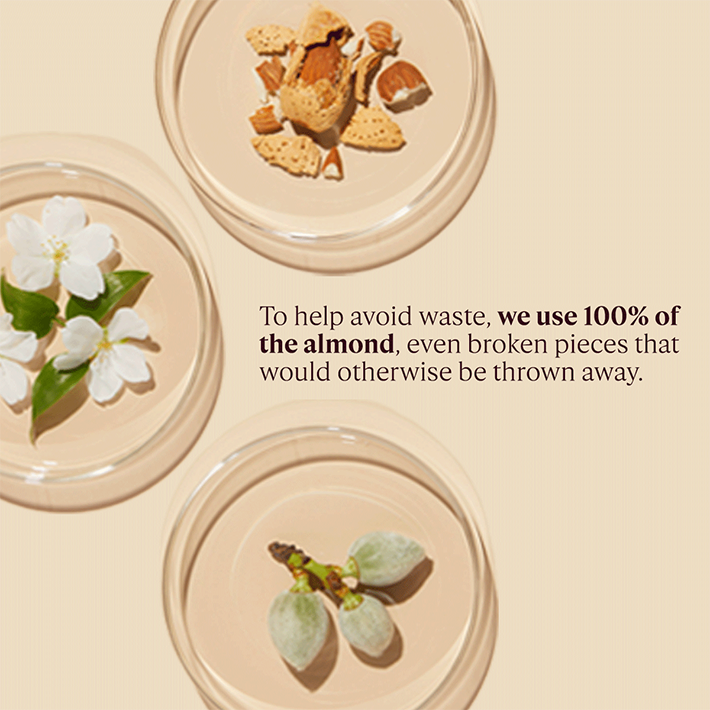 To help avoid waste, we use 100% of
the almond, even broken pieces that
would otherwise be thrown away.